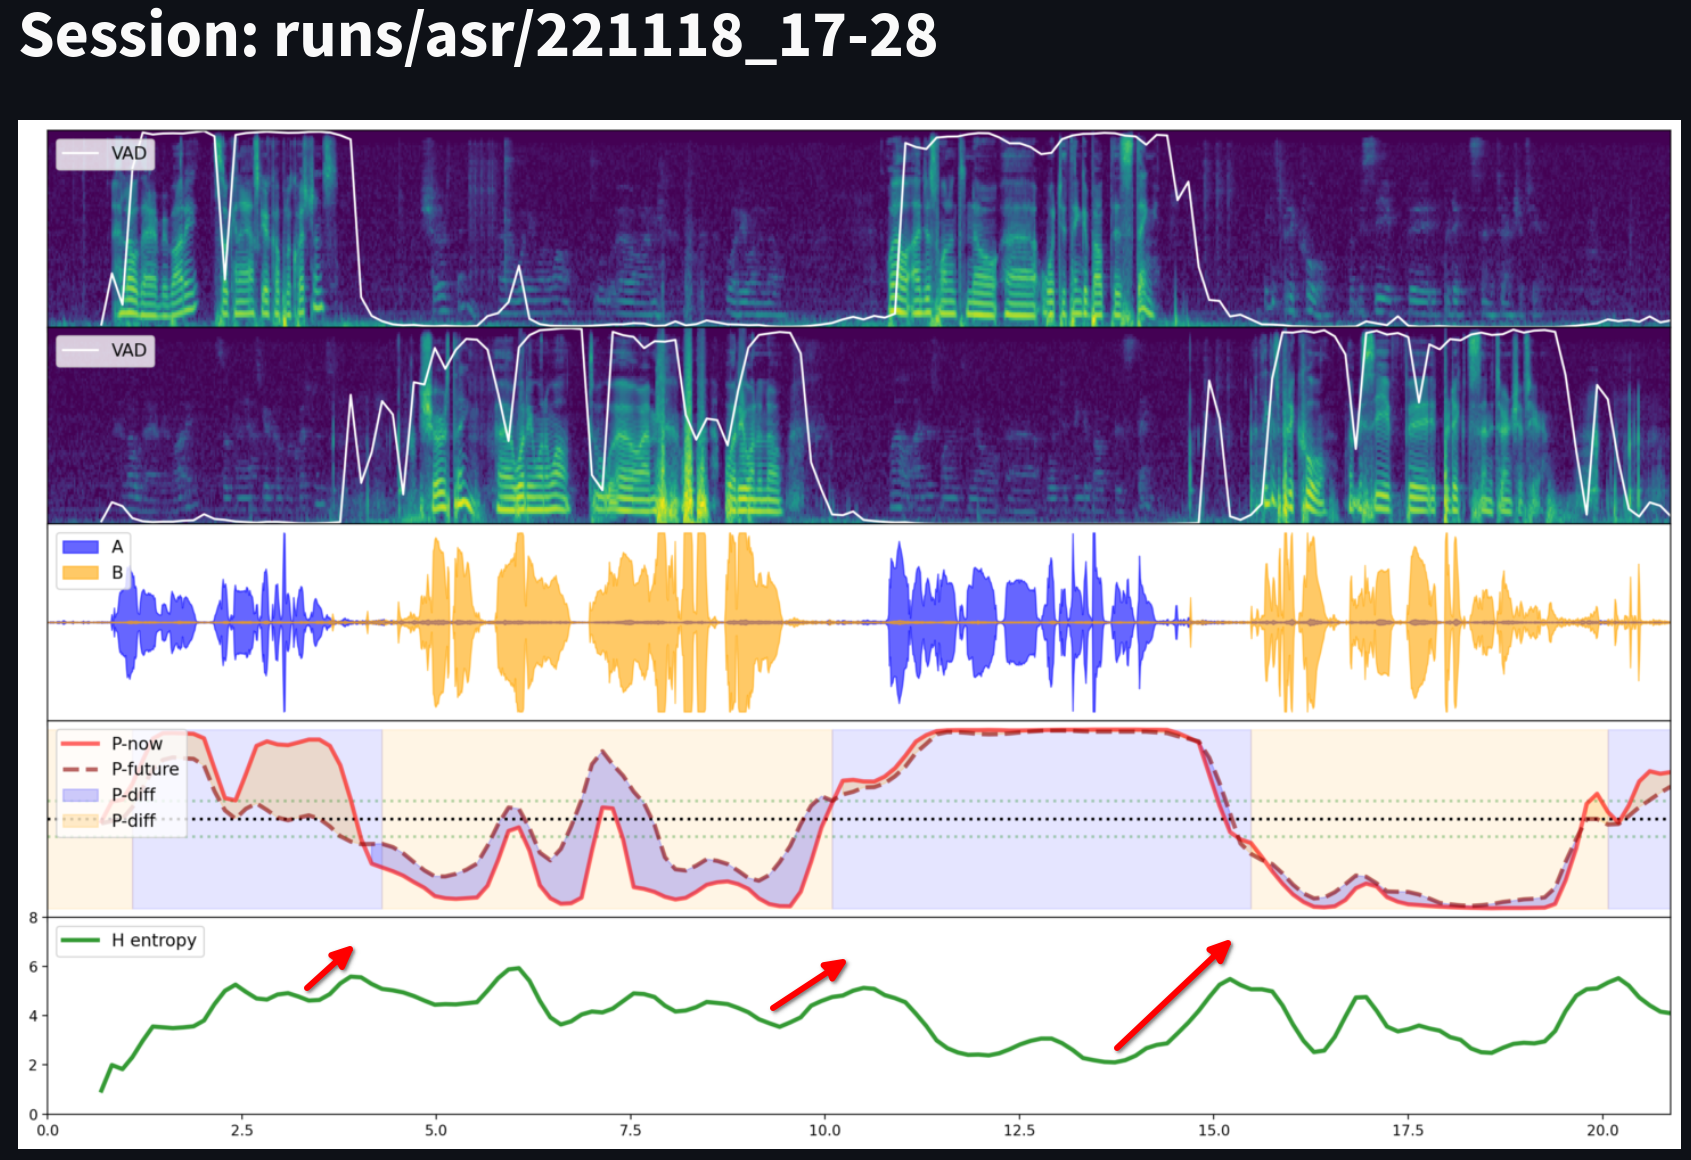 Session: runs/asr/221118_17-28
VAD
VAD
A
B
P-now
P-future
P-diff
P-diff
8
H entropy
6
4
2
0
0.0 2.5 5.0 7.5 10.0 12.5 15.0 17.5 20.0